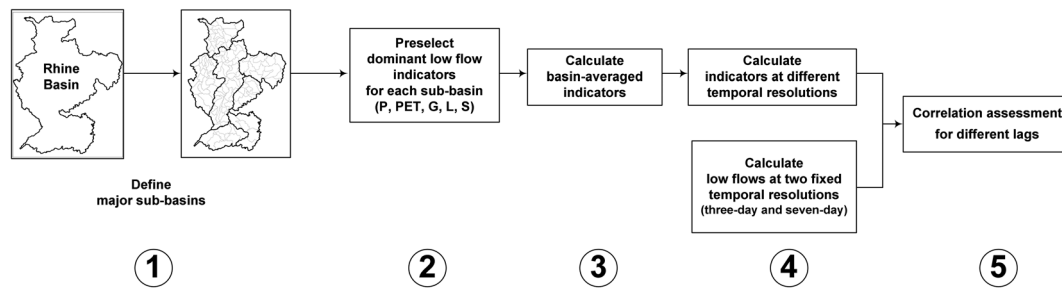 Rhine
Basin
Define
major sub-basins
Preselect
dominant low flow
indicators
for each sub-basin
(P, PET, G, L, S)
Calculate
basin-averaged
indicators
Calculate
indicators at different
temporal resolutions
Calculate
low flows at two fixed
temporal resolutions
(three-day and seven-day)
Correlation assessment
for different lags
1
2
3
4
5